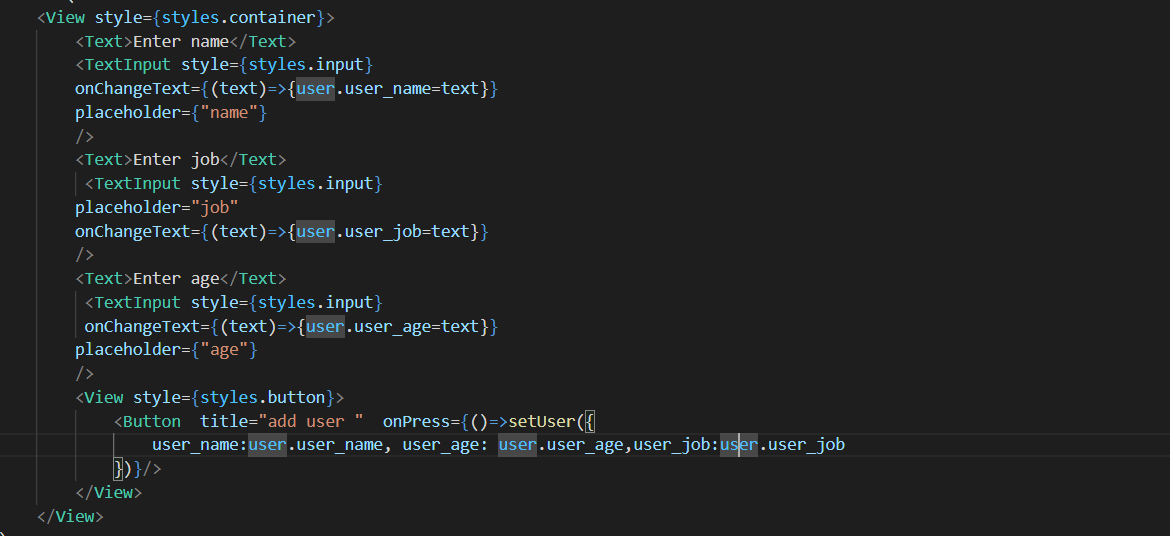 <View style={styles.container}>
<Text>Enter name</Text>
<TextInput style={styles.input}
onChangeText={(text)=>{user.user_name=text}}
placeholder={"name"}
/>
<Text>Enter job</Text>
<TextInput style={styles.input}
placeholder="job"
onChangeText={(text)=>{user.user_job=text}}
/>
<Text>Enter age</Text>
<TextInput style={styles.input}
onChangeText={(text)=>{user.user_age=text}}
placeholder={"age"}
/>
<View style={styles.button}>
<Button  title="add user "  onPress={()=>setUser({
user_name:user.user_name, user_age: user.user_age,user_job:user.user_job
})}/>
</View>
</View>